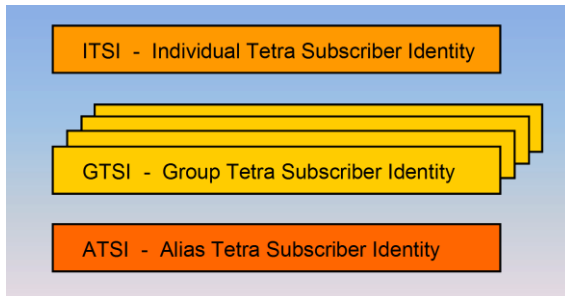 ITSI - Individual Tetra Subscriber Identity
GTSI - Group Tetra Subscriber Identity
ATSI - Alias Tetra Subscriber Identity